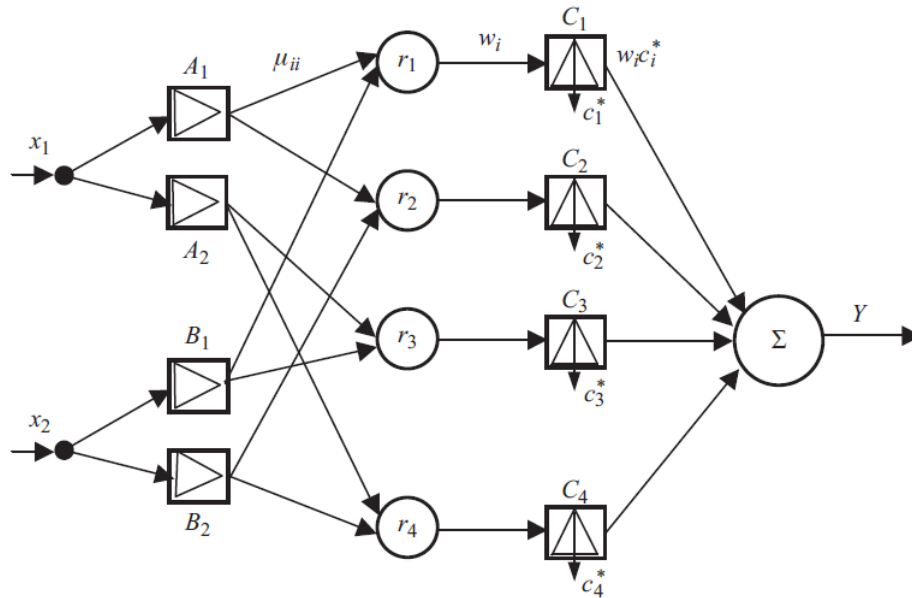 C₁
A₁ μᵢᵢ r₁ wᵢ wᵢcᵢ*
c₁*
x₁
C₂
A₂ r₂
c₂*
C₃
B₁ r₃ Σ Y
c₃*
x₂
C₄
B₂ r₄
c₄*